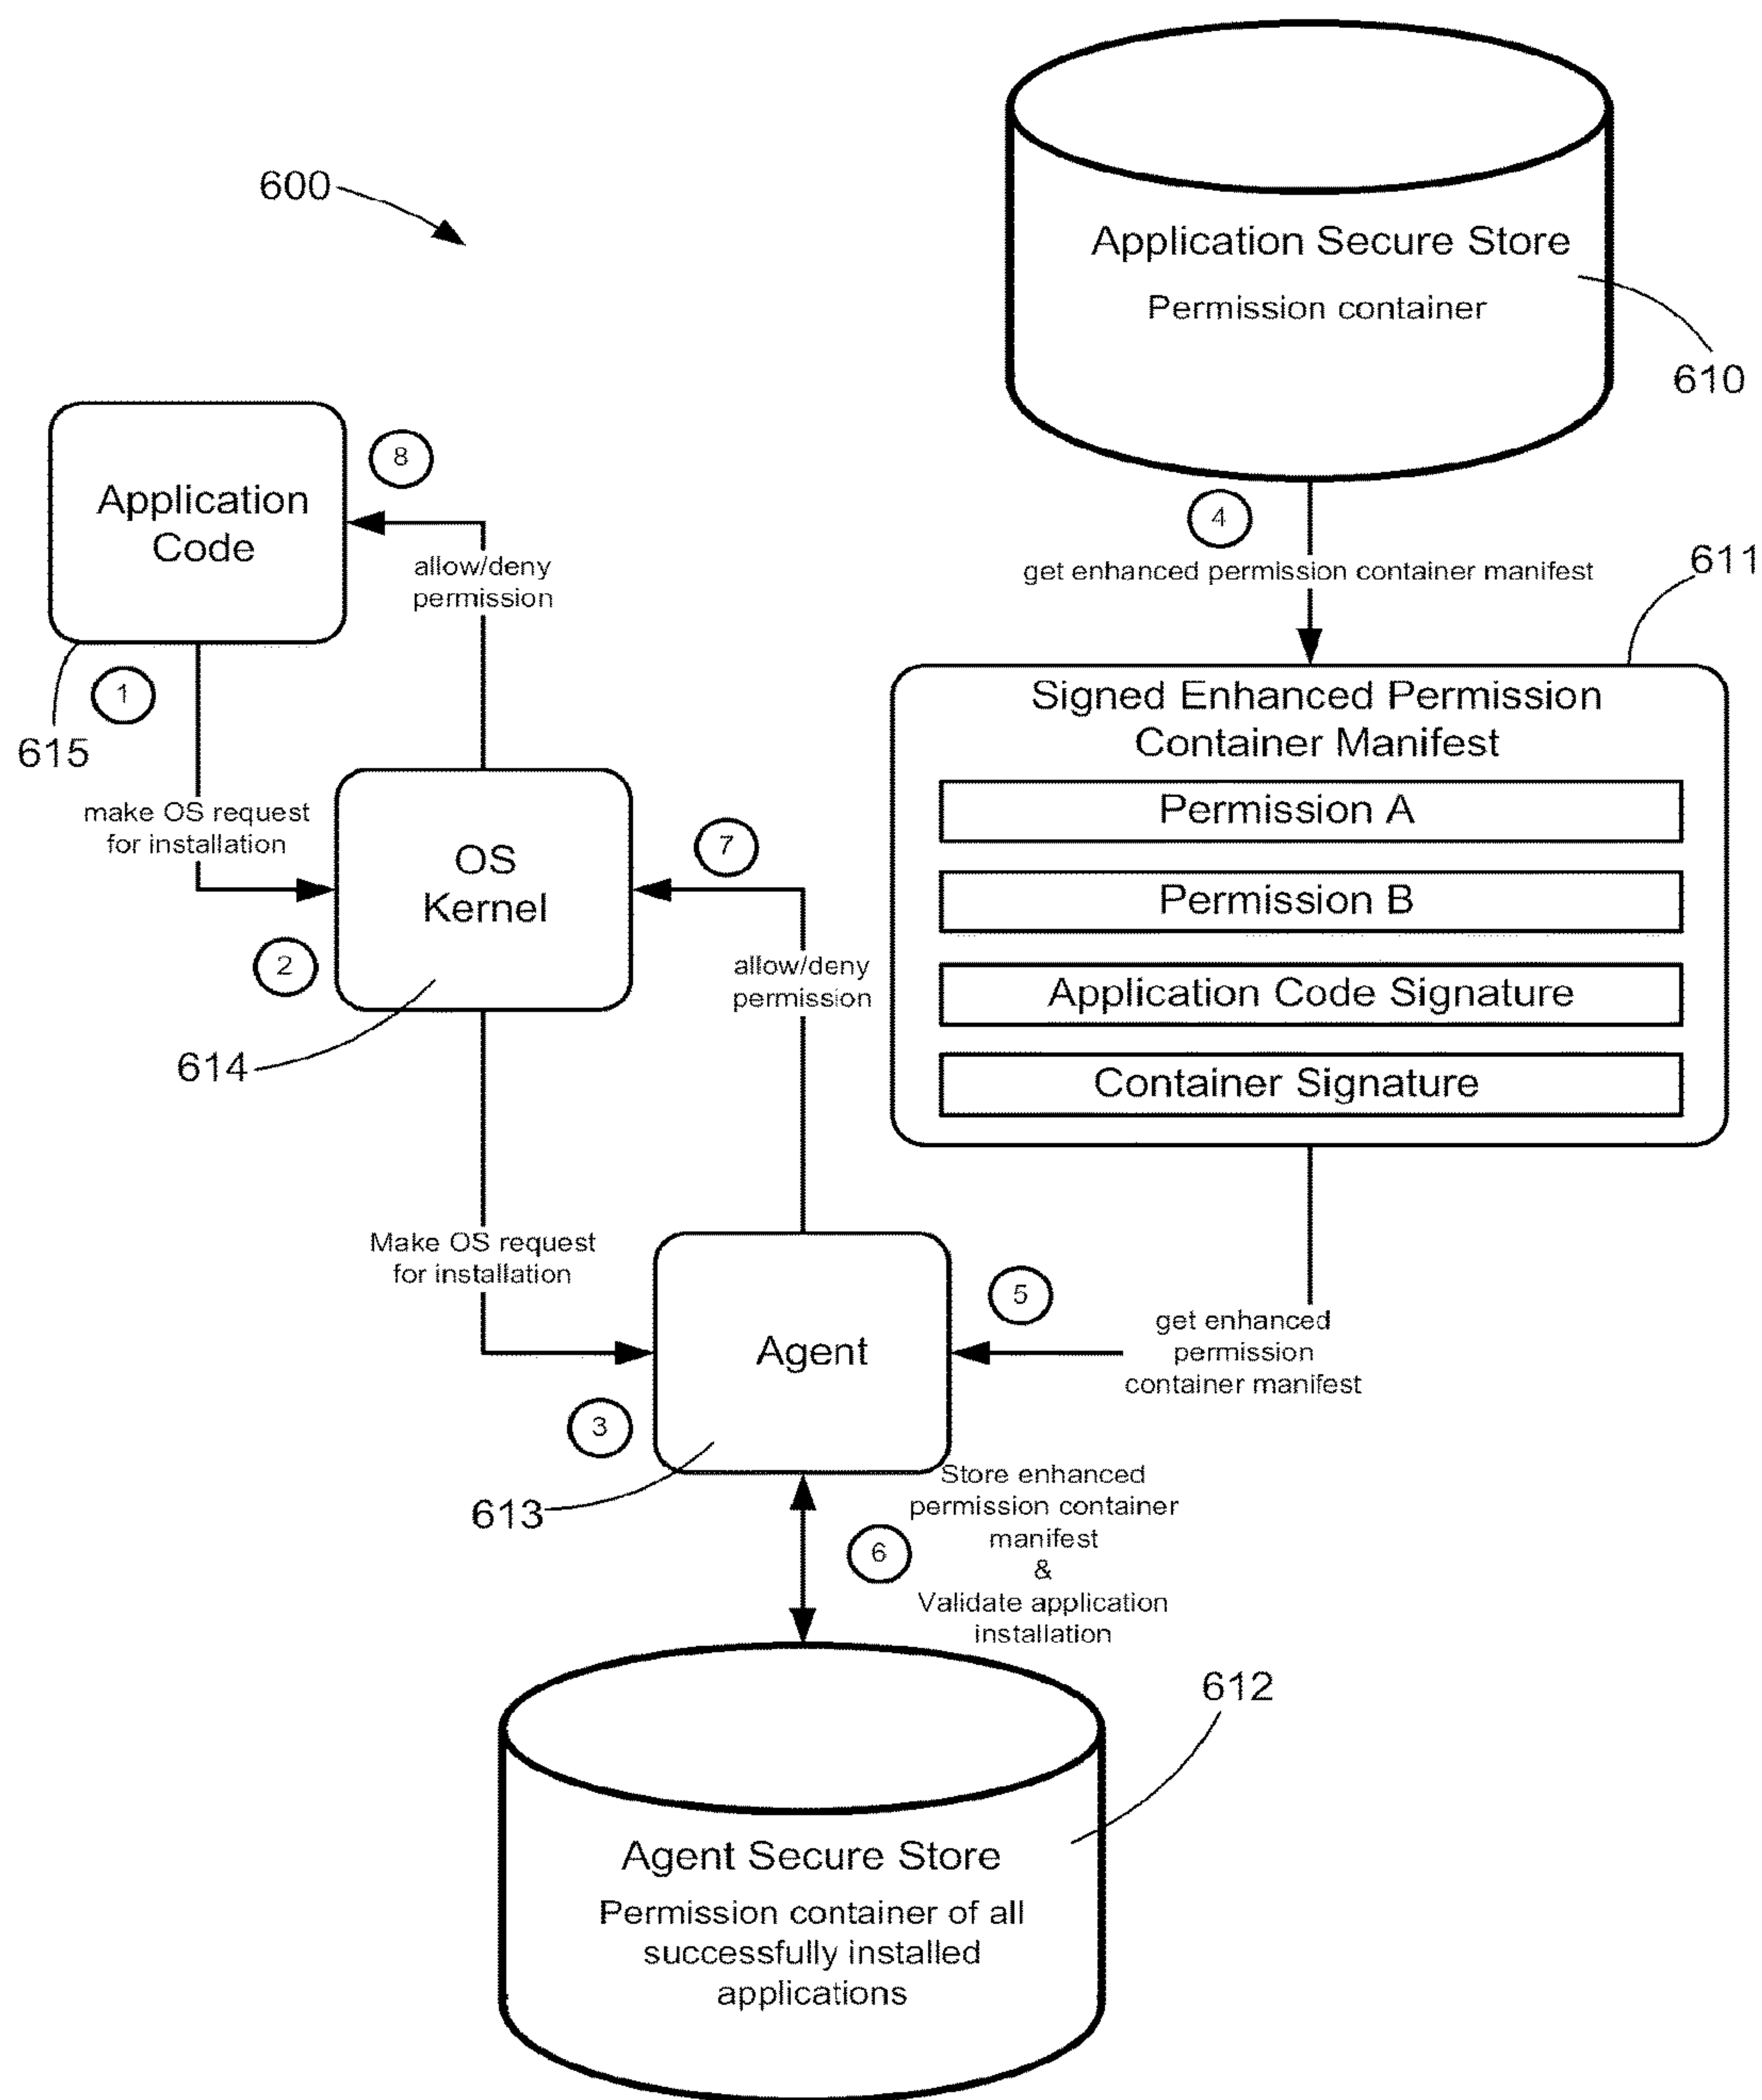 600
Application Secure Store
Permission container
610
Application
Code
8
allow/deny
permission
615
1
make OS request
for installation
4
get enhanced permission container manifest
611
Signed Enhanced Permission
Container Manifest
Permission A
Permission B
Application Code Signature
Container Signature
OS
Kernel
2
614
7
allow/deny
permission
Make OS request
for installation
Agent
3
613
5
get enhanced
permission
container manifest
6
Store enhanced
permission container
manifest
&
Validate application
installation
612
Agent Secure Store
Permission container of all
successfully installed
applications